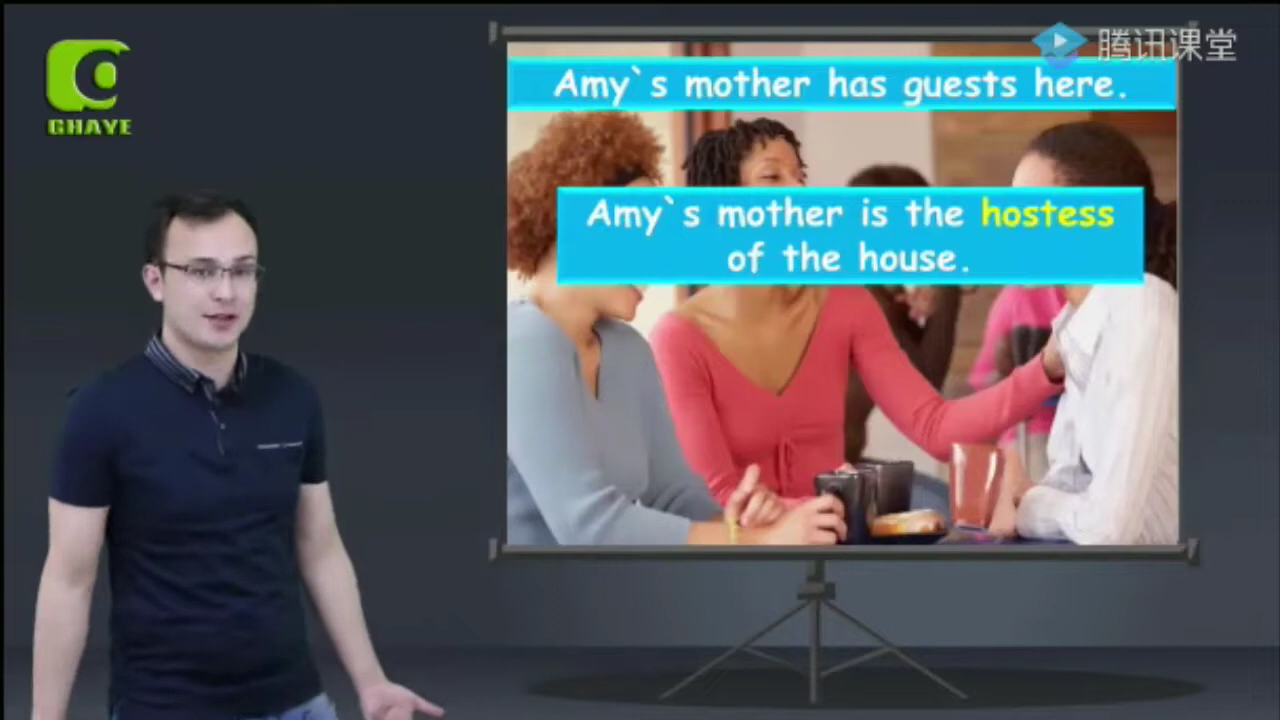 腾讯课堂
Amy`s mother has guests here.
GHAYE
Amy`s mother is the hostess
of the house.